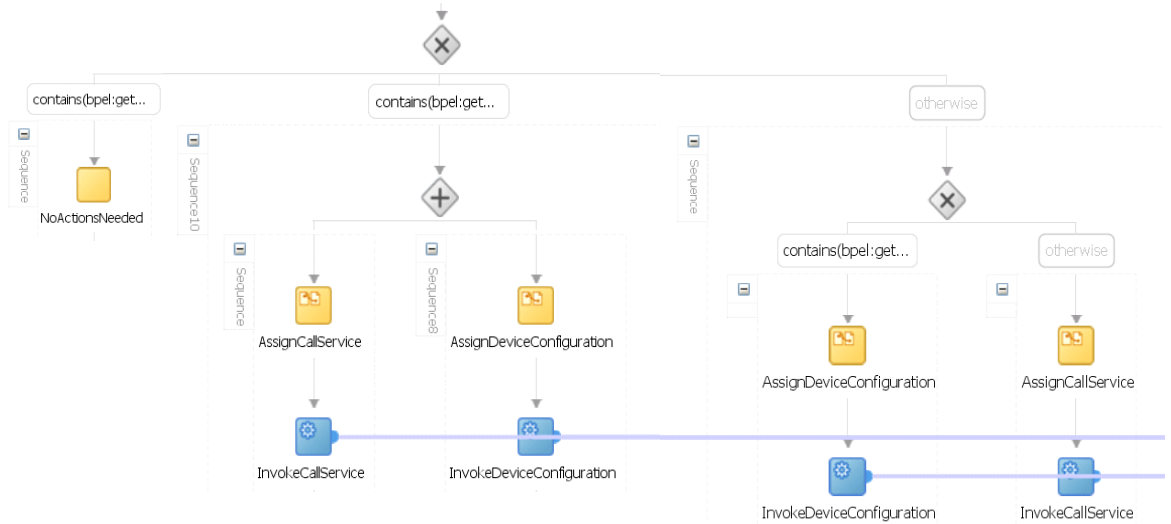 contains(bpel:get...
contains(bpel:get...
otherwise
Sequence
NoActionsNeeded
Sequence10
Sequence
contains(bpel:get...
otherwise
Sequence
AssignCallService
Sequence8
AssignDeviceConfiguration
AssignDeviceConfiguration
AssignCallService
InvokeCallService
InvokeDeviceConfiguration
InvokeDeviceConfiguration
InvokeCallService